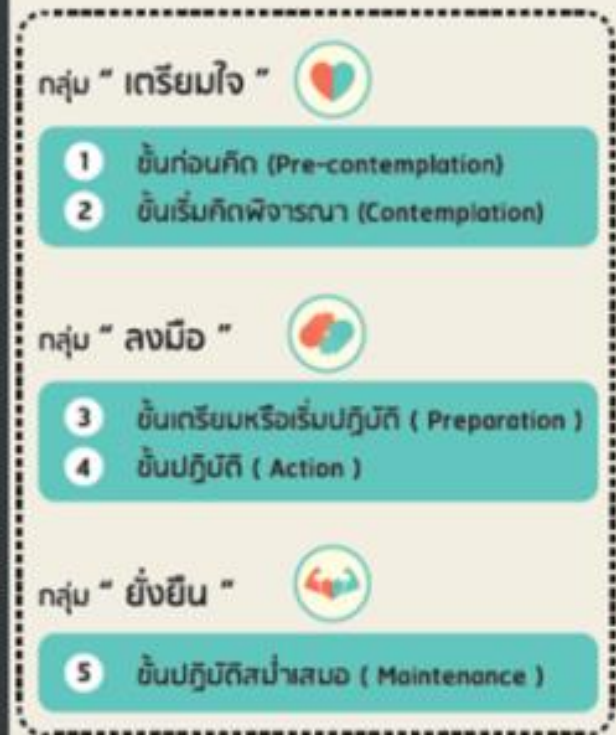 กลุ่ม “ เตรียมใจ ”
1 ขั้นก่อนคิด (Pre-contemplation)
2 ขั้นเริ่มคิดพิจารณา (Contemplation)
กลุ่ม “ ลงมือ ”
3 ขั้นเตรียมหรือเริ่มปฏิบัติ ( Preparation )
4 ขั้นปฏิบัติ ( Action )
กลุ่ม “ ยั่งยืน ”
5 ขั้นปฏิบัติสม่ำเสมอ ( Maintenance )